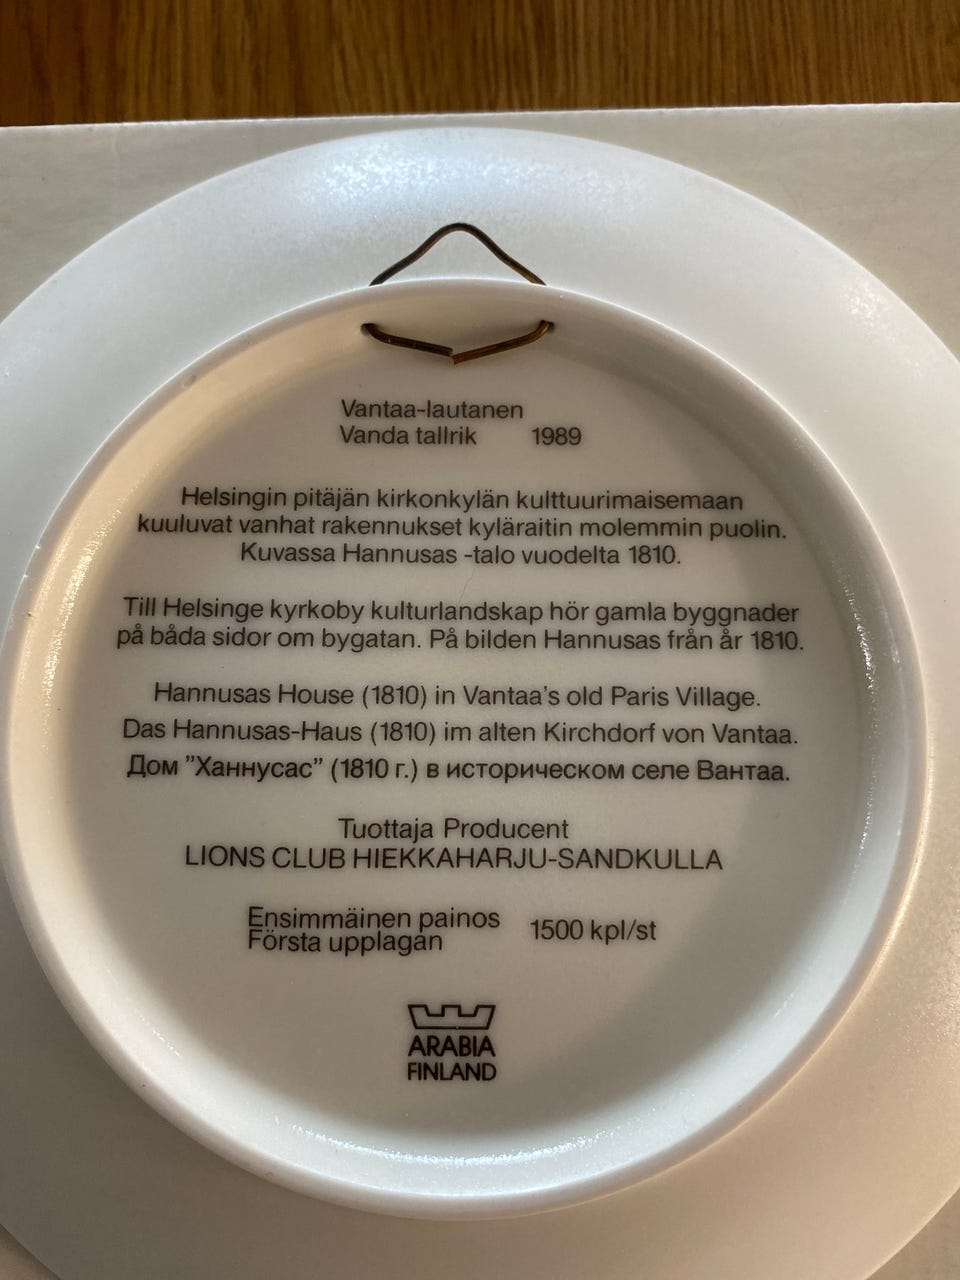 Vantaa-lautanen
Vanda tallrik 1989
Helsingin pitäjän kirkonkylän kulttuurimaisemaan
kuuluvat vanhat rakennukset kyläraitin molemmin puolin.
Kuvassa Hannusas -talo vuodelta 1810.
Till Helsinge kyrkoby kulturlandskap hör gamla byggnader
på båda sidor om bygatan. På bilden Hannusas från år 1810.
Hannusas House (1810) in Vantaa's old Paris Village.
Das Hannusas-Haus (1810) im alten Kirchdorf von Vantaa.
Дом "Ханнусас" (1810 г.) в историческом селе Вантаа.
Tuottaja Producent
LIONS CLUB HIEKKAHARJU-SANDKULLA
Ensimmäinen painos
Första upplagan 1500 kpl/st
ARABIA
FINLAND